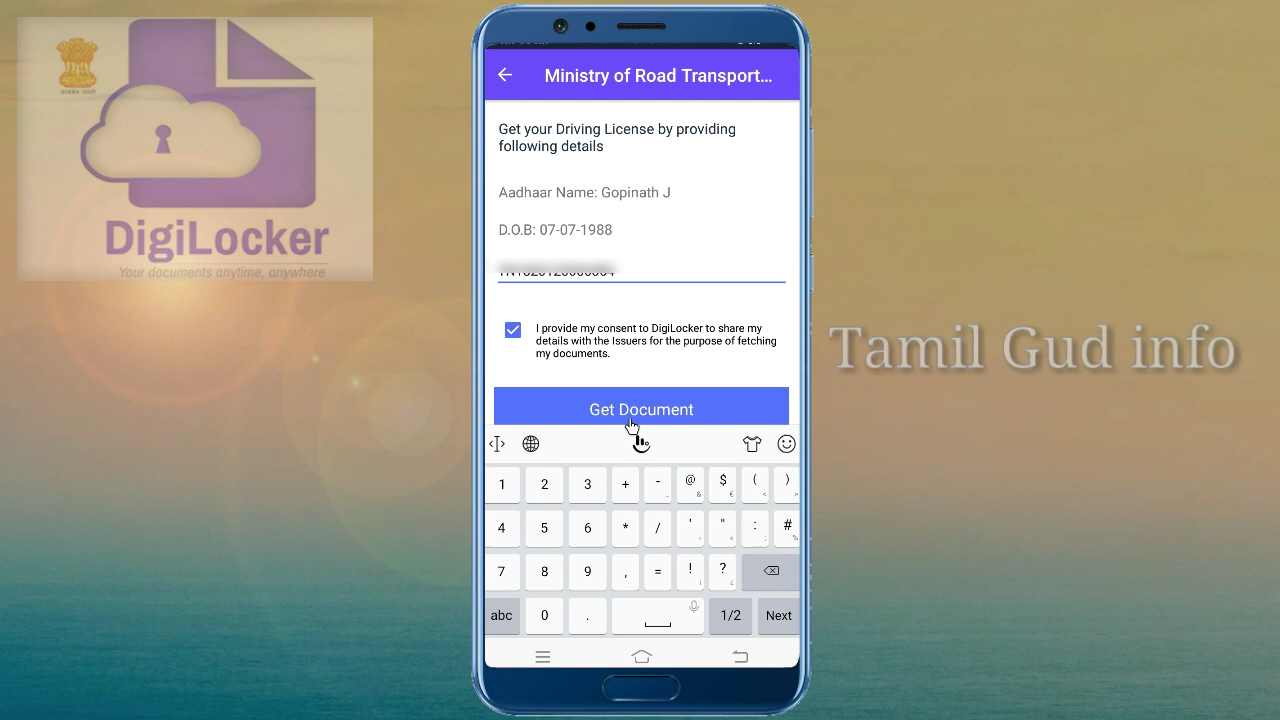 DigiLocker
Your documents anytime, anywhere
Ministry of Road Transport...
Get your Driving License by providing
following details
Aadhaar Name: Gopinath J
D.O.B: 07-07-1988
I provide my consent to DigiLocker to share my
details with the Issuers for the purpose of fetching
my documents.
Get Document
Tamil Gud info
1 2 3 + - @ $ ( )
4 5 6 * / ' " : #
7 8 9 , = ! ?
abc 0 . 1/2 Next